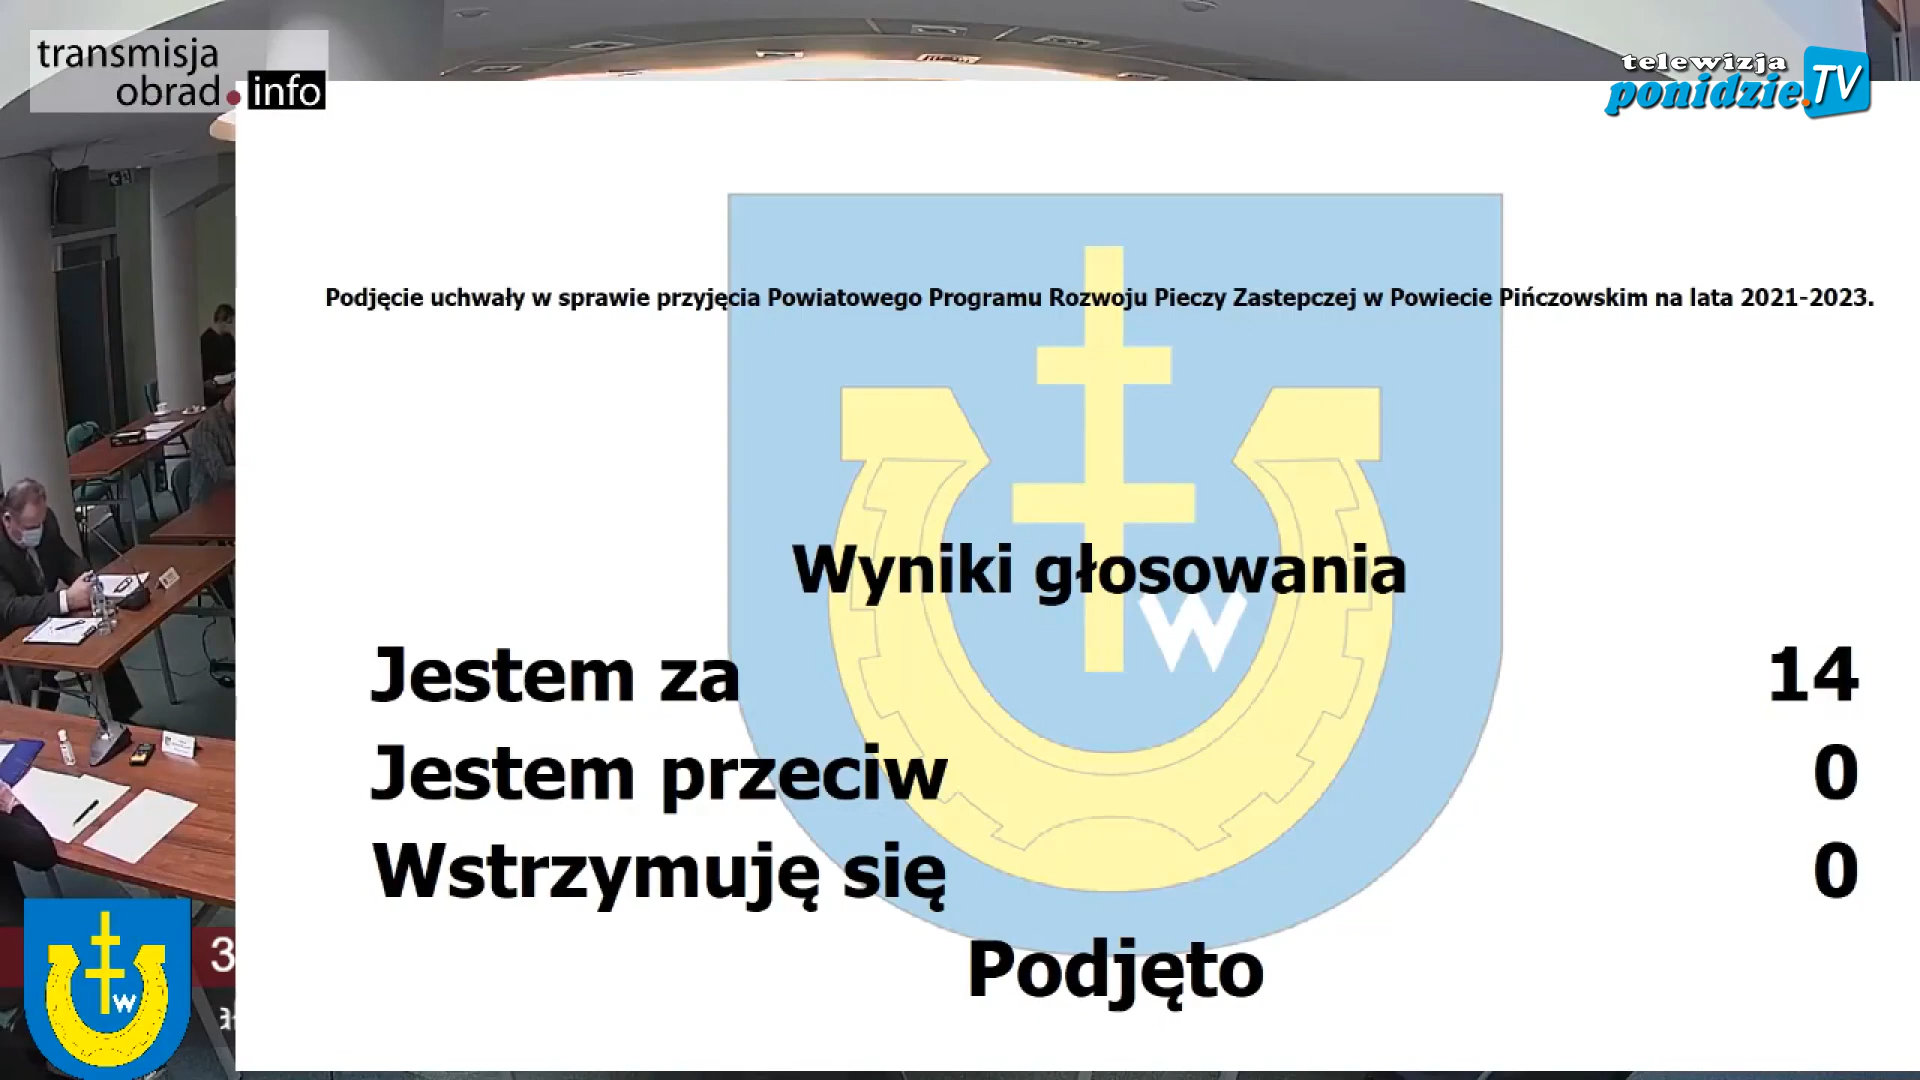 transmisja
obrad.info
telewizja
ponidzie.TV
Podjęcie uchwały w sprawie przyjęcia Powiatowego Programu Rozwoju Pieczy Zastepczej w Powiecie Pińczowskim na lata 2021-2023.
Wyniki głosowania
W
Jestem za 14
Jestem przeciw 0
Wstrzymuję się 0
Podjęto
3
W